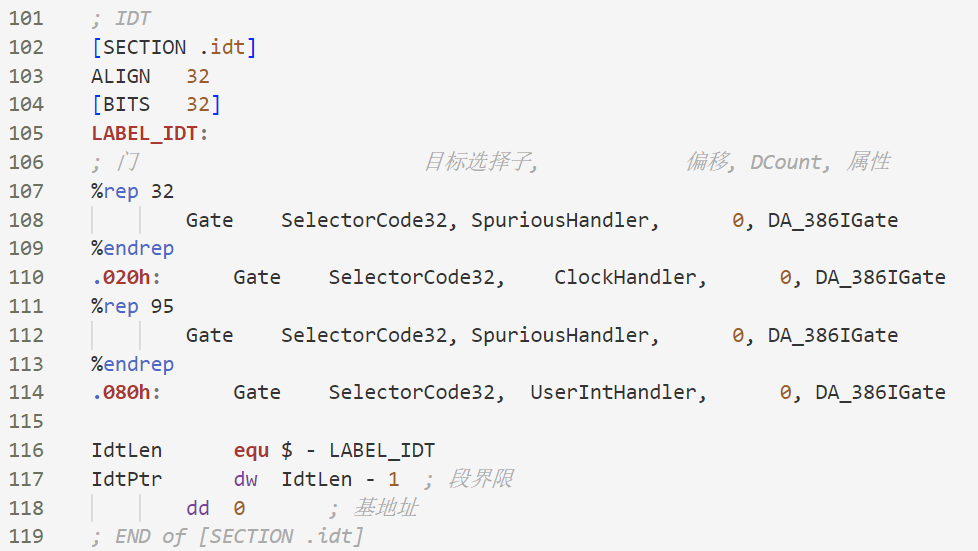 101 ; IDT
102 [SECTION .idt]
103 ALIGN 32
104 [BITS 32]
105 LABEL_IDT:
106 ; 门 目标选择子, 偏移, DCount, 属性
107 %rep 32
108 Gate SelectorCode32, SpuriousHandler, 0, DA_386IGate
109 %endrep
110 .020h: Gate SelectorCode32, ClockHandler, 0, DA_386IGate
111 %rep 95
112 Gate SelectorCode32, SpuriousHandler, 0, DA_386IGate
113 %endrep
114 .080h: Gate SelectorCode32, UserIntHandler, 0, DA_386IGate
115
116 IdtLen equ $ - LABEL_IDT
117 IdtPtr dw IdtLen - 1 ; 段界限
118 dd 0 ; 基地址
119 ; END of [SECTION .idt]